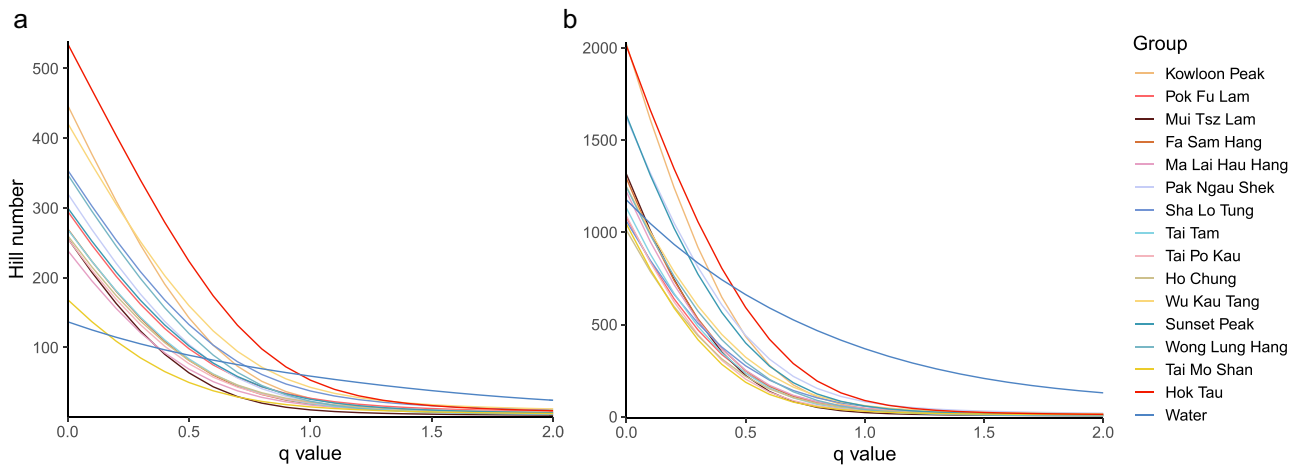 a
Hill number
500
400
300
200
100
0.0 0.5 1.0 1.5 2.0
q value
b
2000
1500
1000
500
0
0.0 0.5 1.0 1.5 2.0
q value
Group
Kowloon Peak
Pok Fu Lam
Mui Tsz Lam
Fa Sam Hang
Ma Lai Hau Hang
Pak Ngau Shek
Sha Lo Tung
Tai Tam
Tai Po Kau
Ho Chung
Wu Kau Tang
Sunset Peak
Wong Lung Hang
Tai Mo Shan
Hok Tau
Water